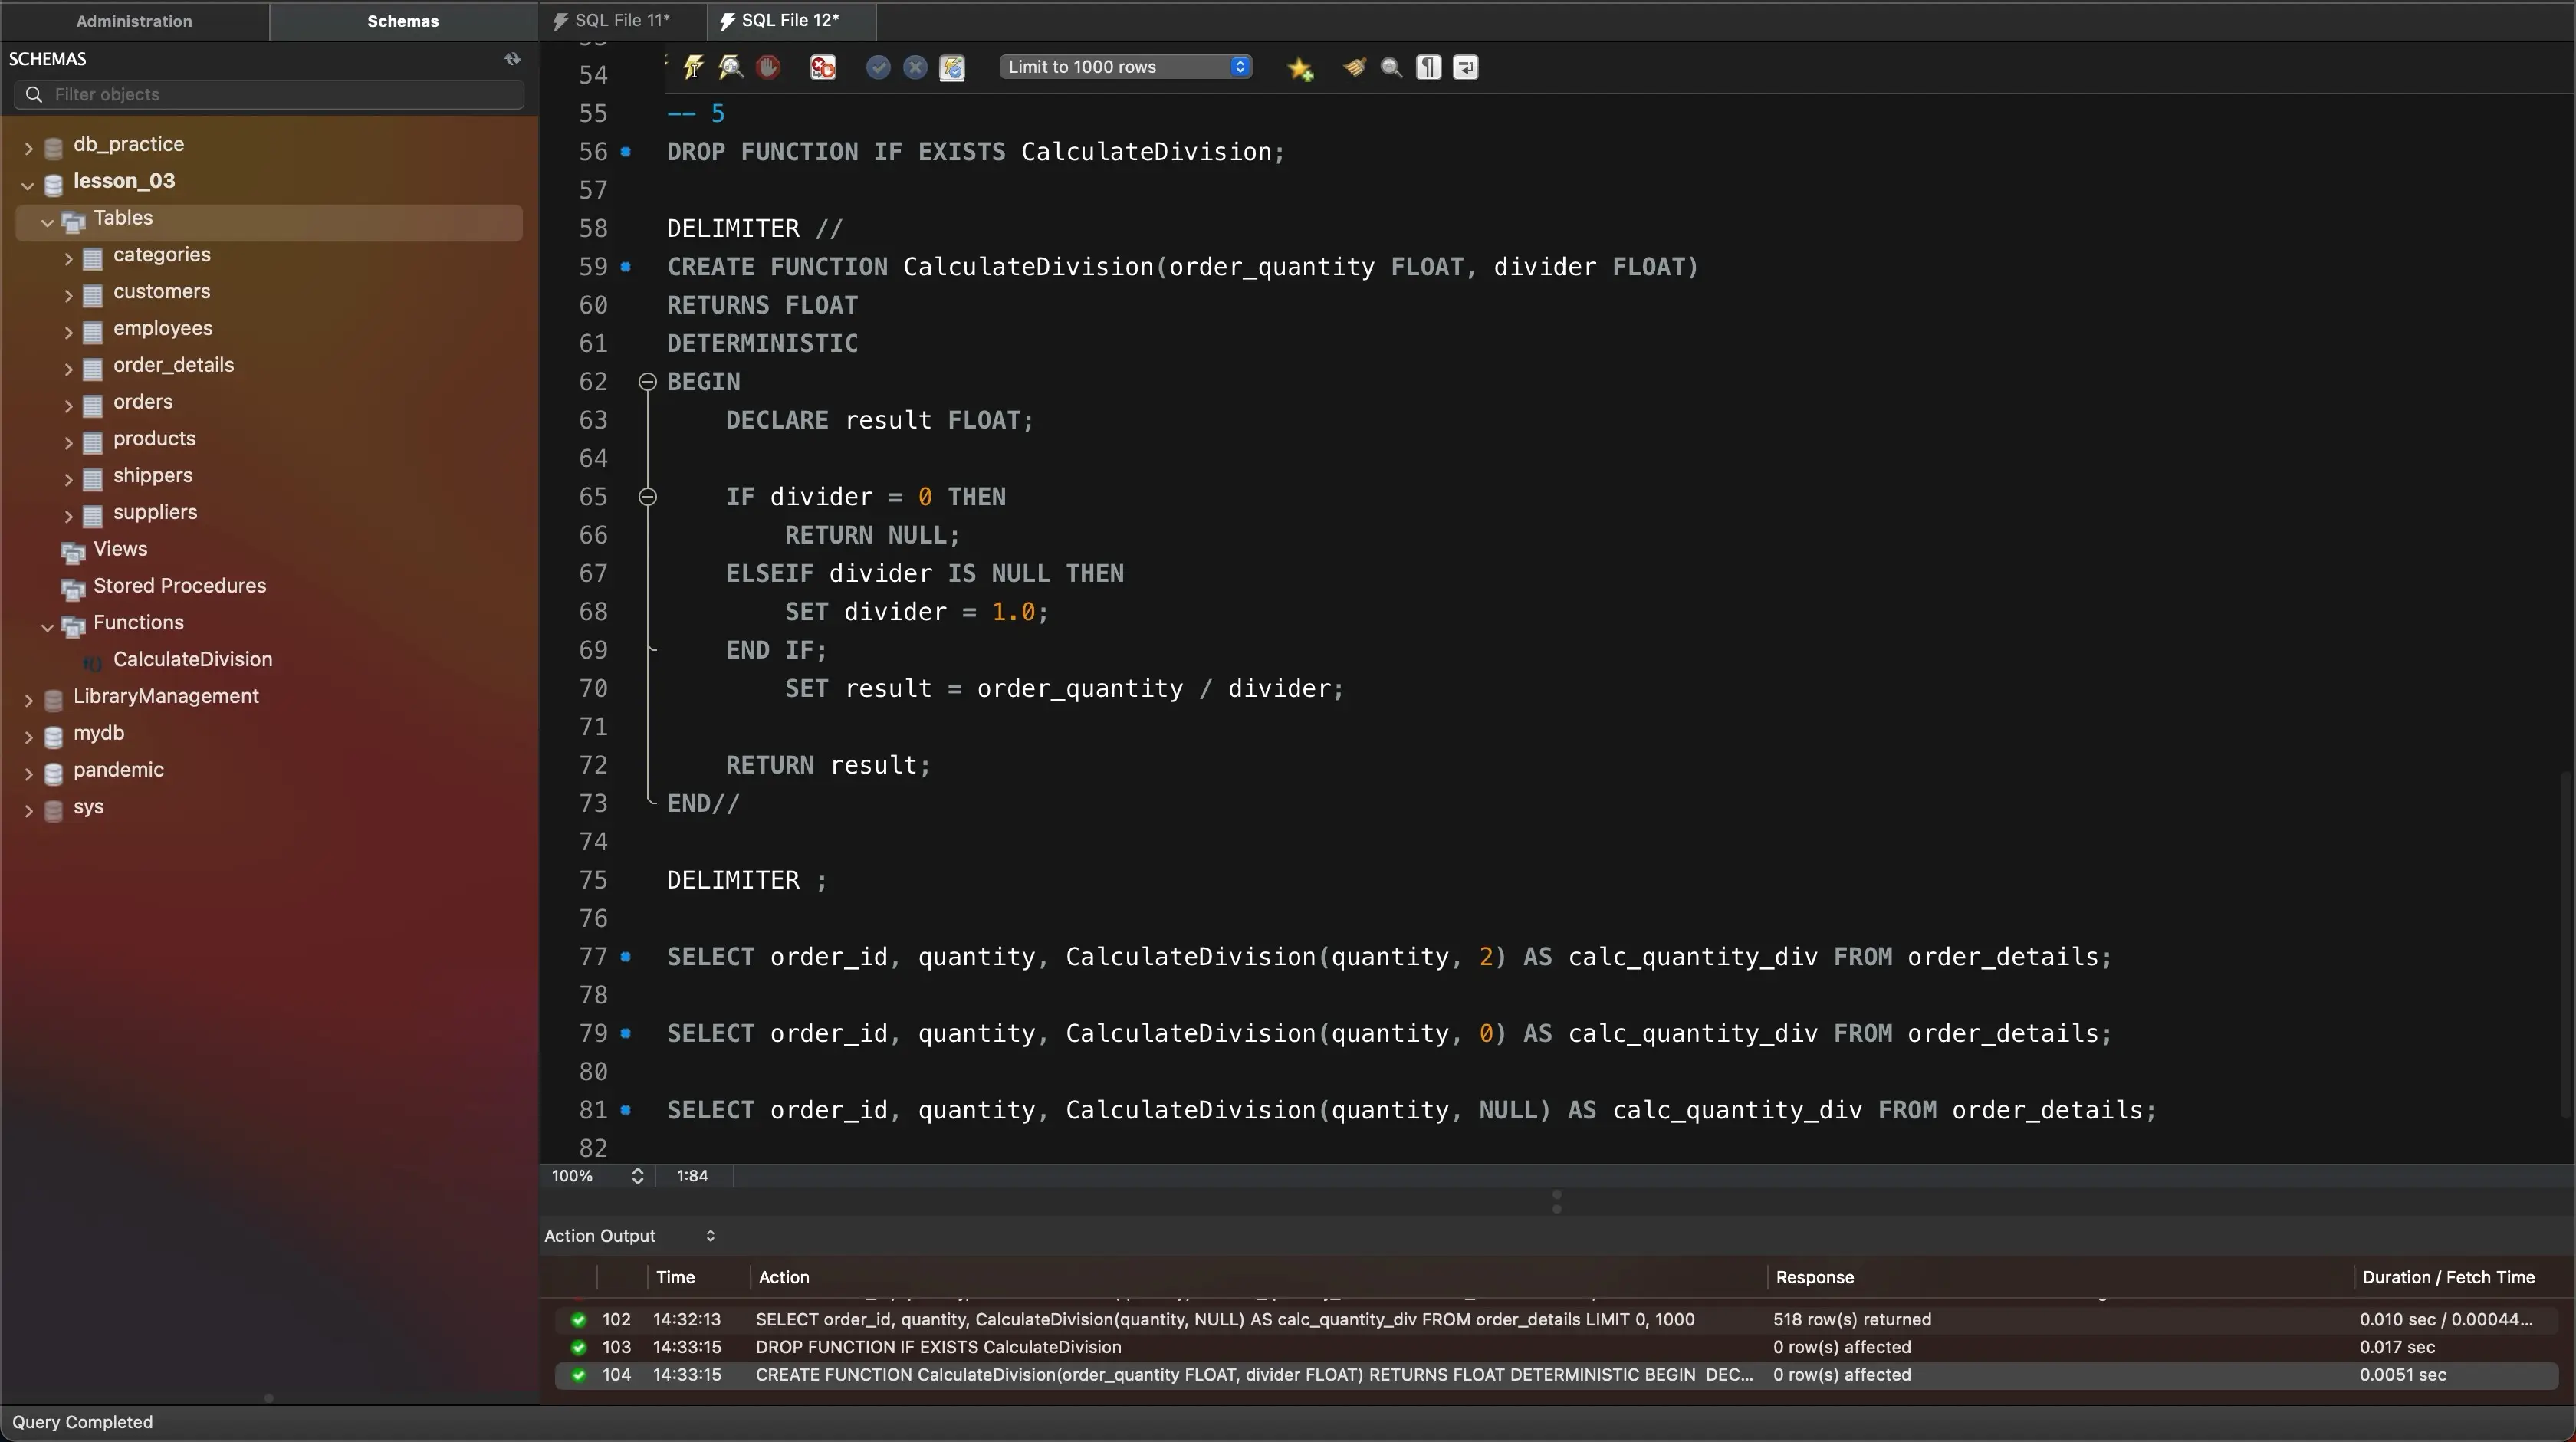 Administration
Schemas
SQL File 11*
SQL File 12*
SCHEMAS
Filter objects
db_practice
lesson_03
Tables
categories
customers
employees
order_details
orders
products
shippers
suppliers
Views
Stored Procedures
Functions
CalculateDivision
LibraryManagement
mydb
pandemic
sys
Limit to 1000 rows
54
55 -- 5
56 DROP FUNCTION IF EXISTS CalculateDivision;
57
58 DELIMITER //
59 CREATE FUNCTION CalculateDivision(order_quantity FLOAT, divider FLOAT)
60 RETURNS FLOAT
61 DETERMINISTIC
62 BEGIN
63 DECLARE result FLOAT;
64
65 IF divider = 0 THEN
66 RETURN NULL;
67 ELSEIF divider IS NULL THEN
68 SET divider = 1.0;
69 END IF;
70 SET result = order_quantity / divider;
71
72 RETURN result;
73 END//
74
75 DELIMITER ;
76
77 SELECT order_id, quantity, CalculateDivision(quantity, 2) AS calc_quantity_div FROM order_details;
78
79 SELECT order_id, quantity, CalculateDivision(quantity, 0) AS calc_quantity_div FROM order_details;
80
81 SELECT order_id, quantity, CalculateDivision(quantity, NULL) AS calc_quantity_div FROM order_details;
82
100% 1:84
Action Output
Time Action Response Duration / Fetch Time
102 14:32:13 SELECT order_id, quantity, CalculateDivision(quantity, NULL) AS calc_quantity_div FROM order_details LIMIT 0, 1000 518 row(s) returned 0.010 sec / 0.00044...
103 14:33:15 DROP FUNCTION IF EXISTS CalculateDivision 0 row(s) affected 0.017 sec
104 14:33:15 CREATE FUNCTION CalculateDivision(order_quantity FLOAT, divider FLOAT) RETURNS FLOAT DETERMINISTIC BEGIN DEC... 0 row(s) affected 0.0051 sec
Query Completed